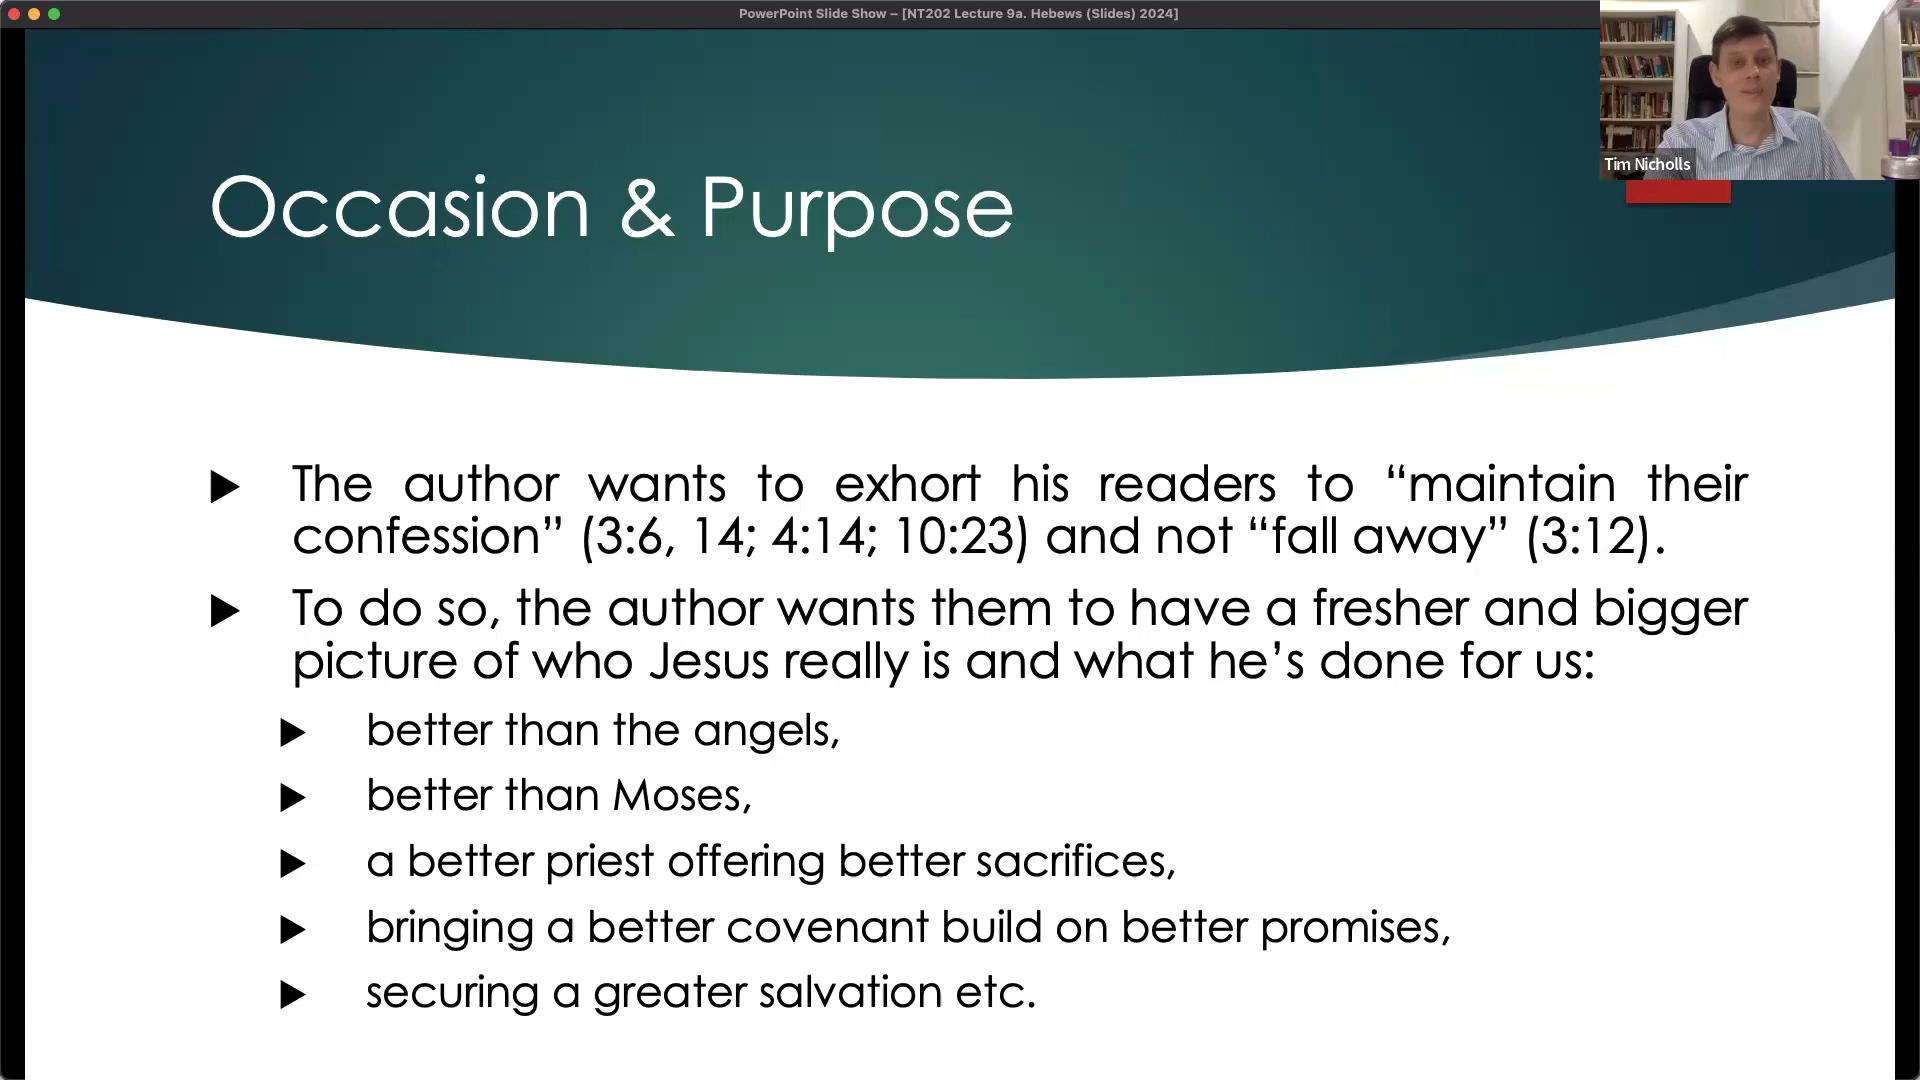 PowerPoint Slide Show – [NT202 Lecture 9a. Hebews (Slides) 2024]
Tim Nicholls
Occasion & Purpose
The author wants to exhort his readers to “maintain their
confession” (3:6, 14; 4:14; 10:23) and not “fall away” (3:12).
To do so, the author wants them to have a fresher and bigger
picture of who Jesus really is and what he’s done for us:
better than the angels,
better than Moses,
a better priest offering better sacrifices,
bringing a better covenant build on better promises,
securing a greater salvation etc.